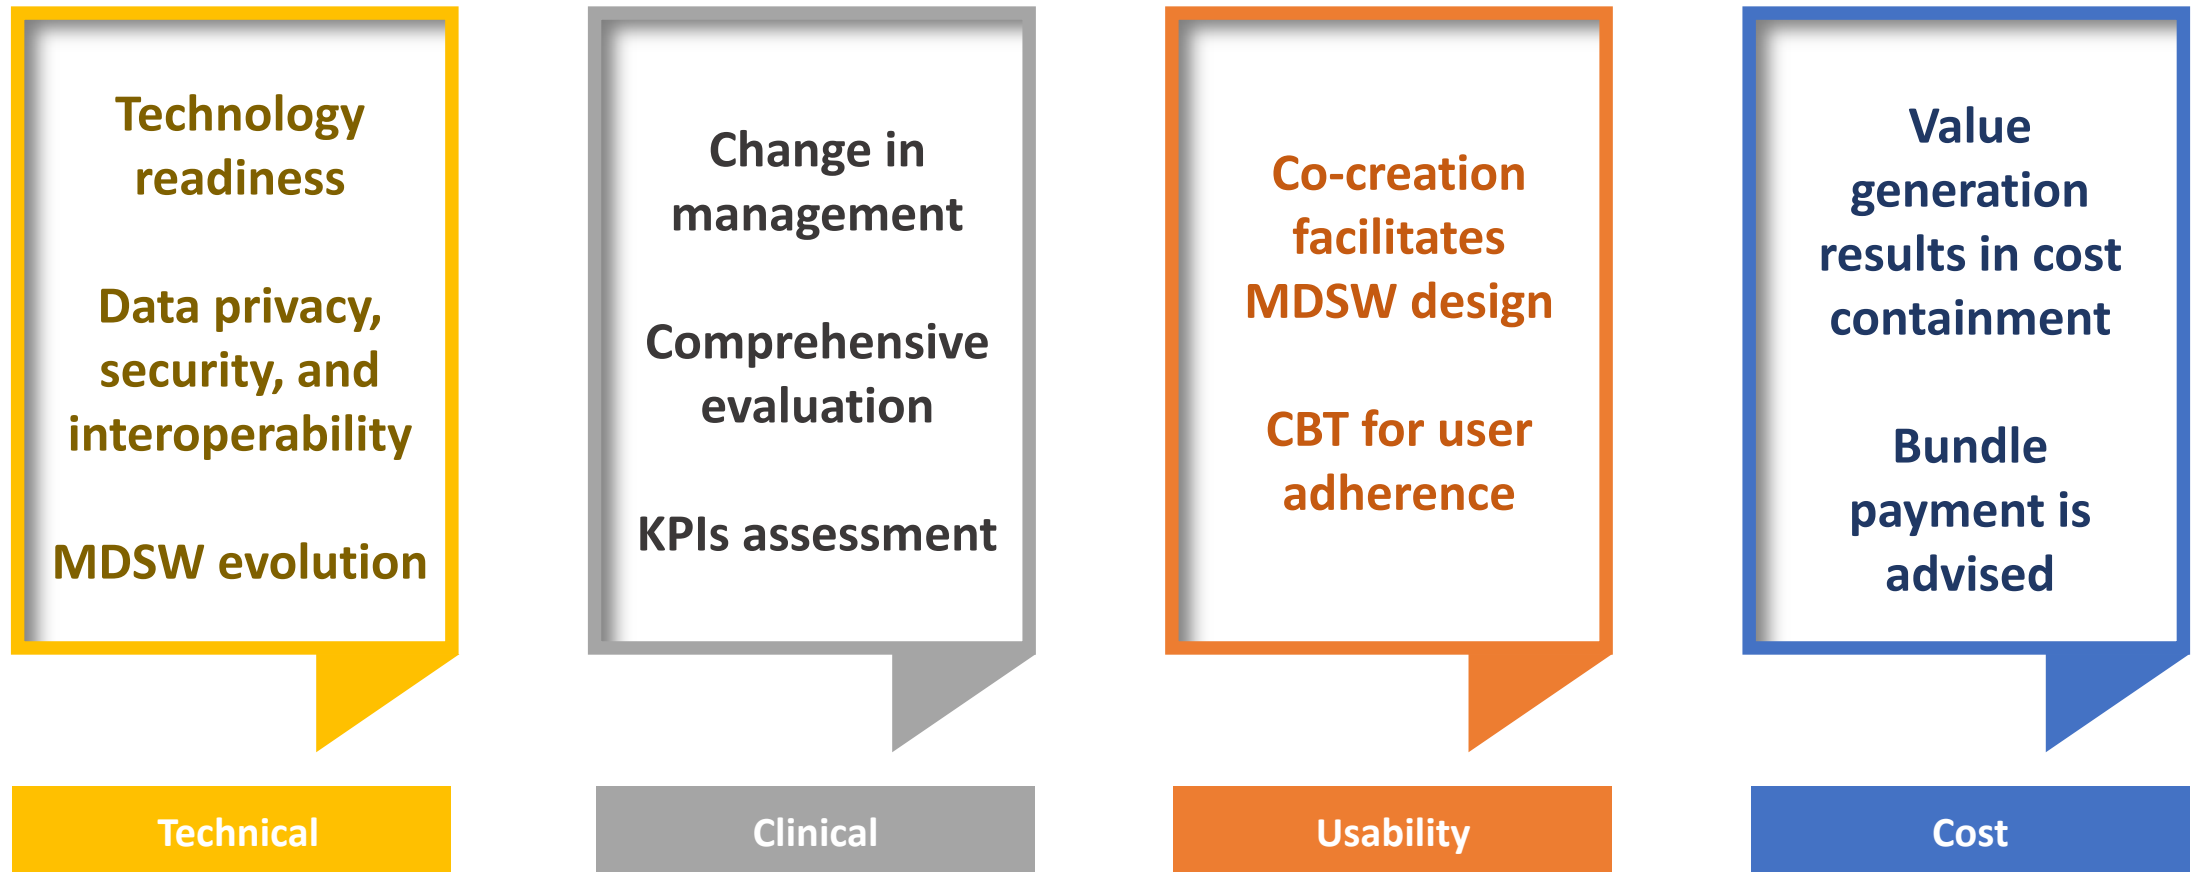 Technology
readiness
Data privacy,
security, and
interoperability
MDSW evolution
Technical
Change in
management
Comprehensive
evaluation
KPIs assessment
Clinical
Co-creation
facilitates
MDSW design
CBT for user
adherence
Usability
Value
generation
results in cost
containment
Bundle
payment is
advised
Cost